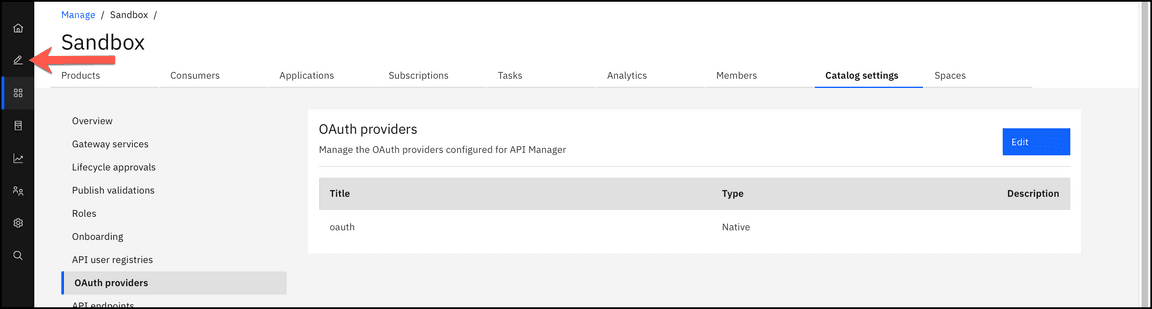 Manage / Sandbox /
Sandbox
Products Consumers Applications Subscriptions Tasks Analytics Members Catalog settings Spaces
Overview
Gateway services
Lifecycle approvals
Publish validations
Roles
Onboarding
API user registries
OAuth providers
API endpoints
OAuth providers
Manage the OAuth providers configured for API Manager
Edit
Title Type Description
oauth Native